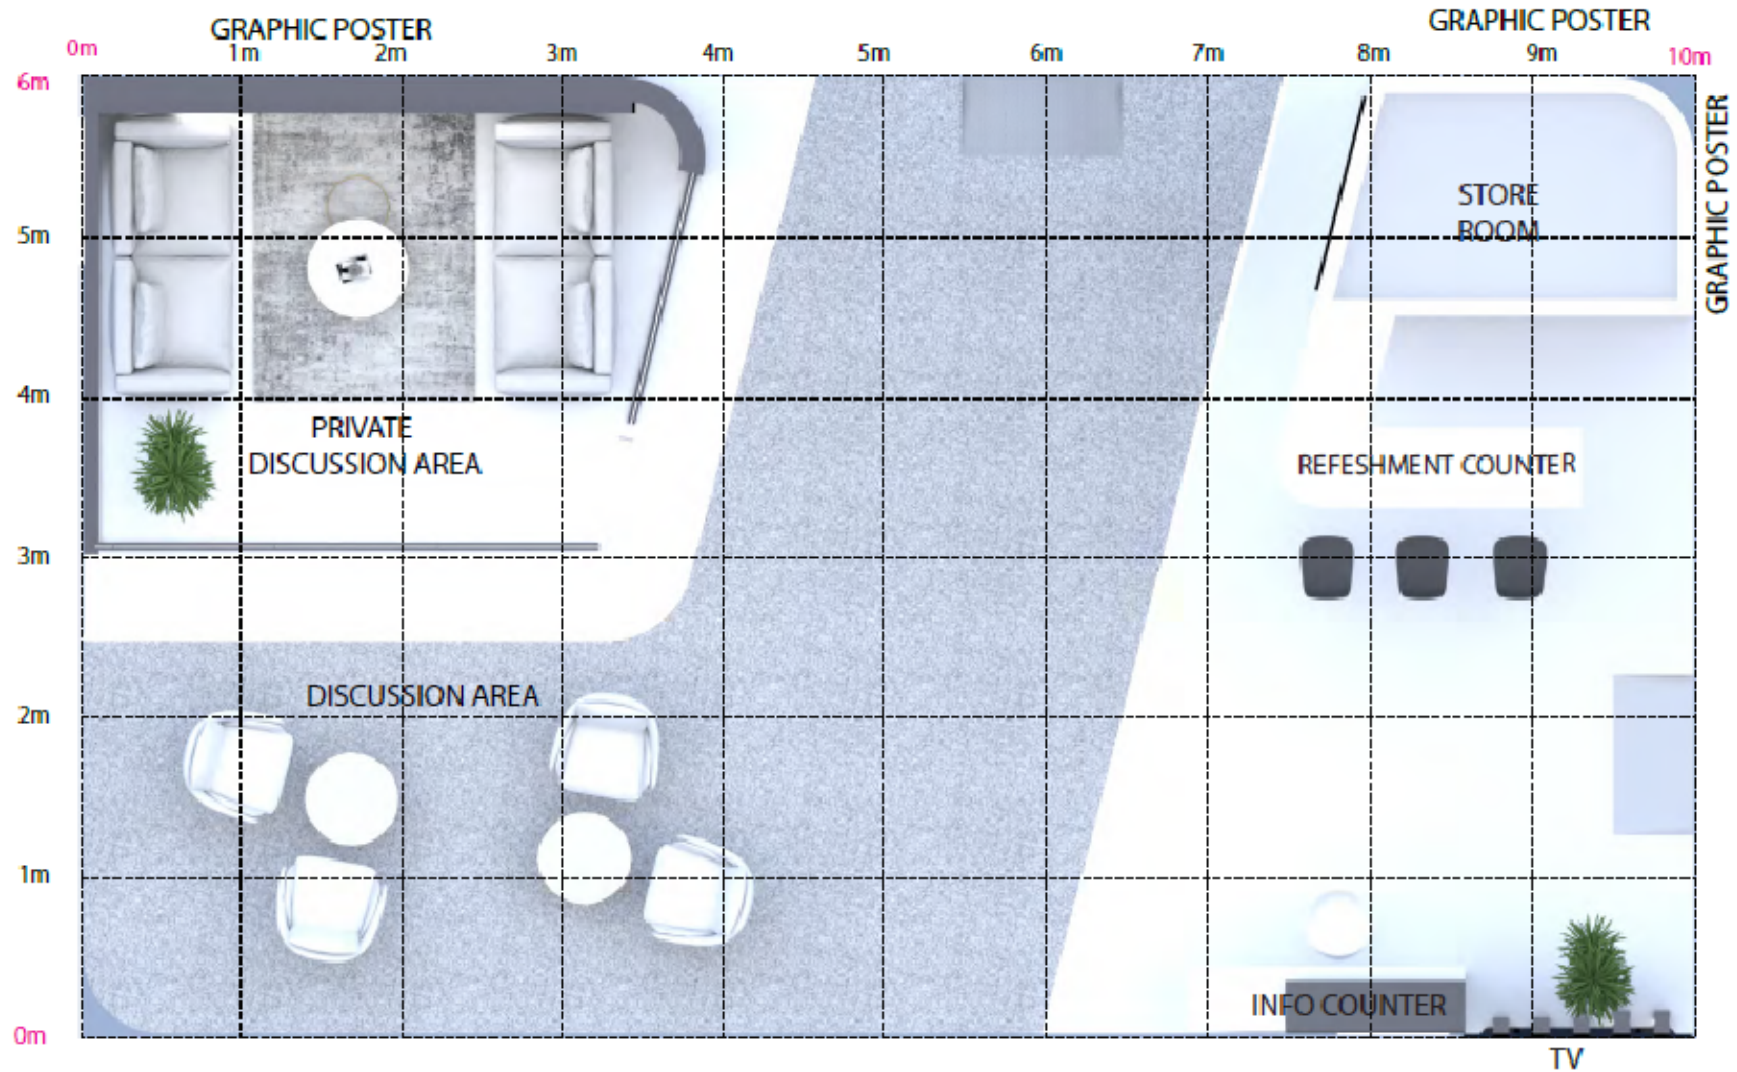 GRAPHIC POSTER
GRAPHIC POSTER
0m
1m
2m
3m
4m
5m
6m
7m
8m
9m
10m
6m
GRAPHIC POSTER
STORE
ROOM
5m
4m
PRIVATE
DISCUSSION AREA
REFESHMENT COUNTER
3m
DISCUSSION AREA
2m
1m
INFO COUNTER
0m
TV